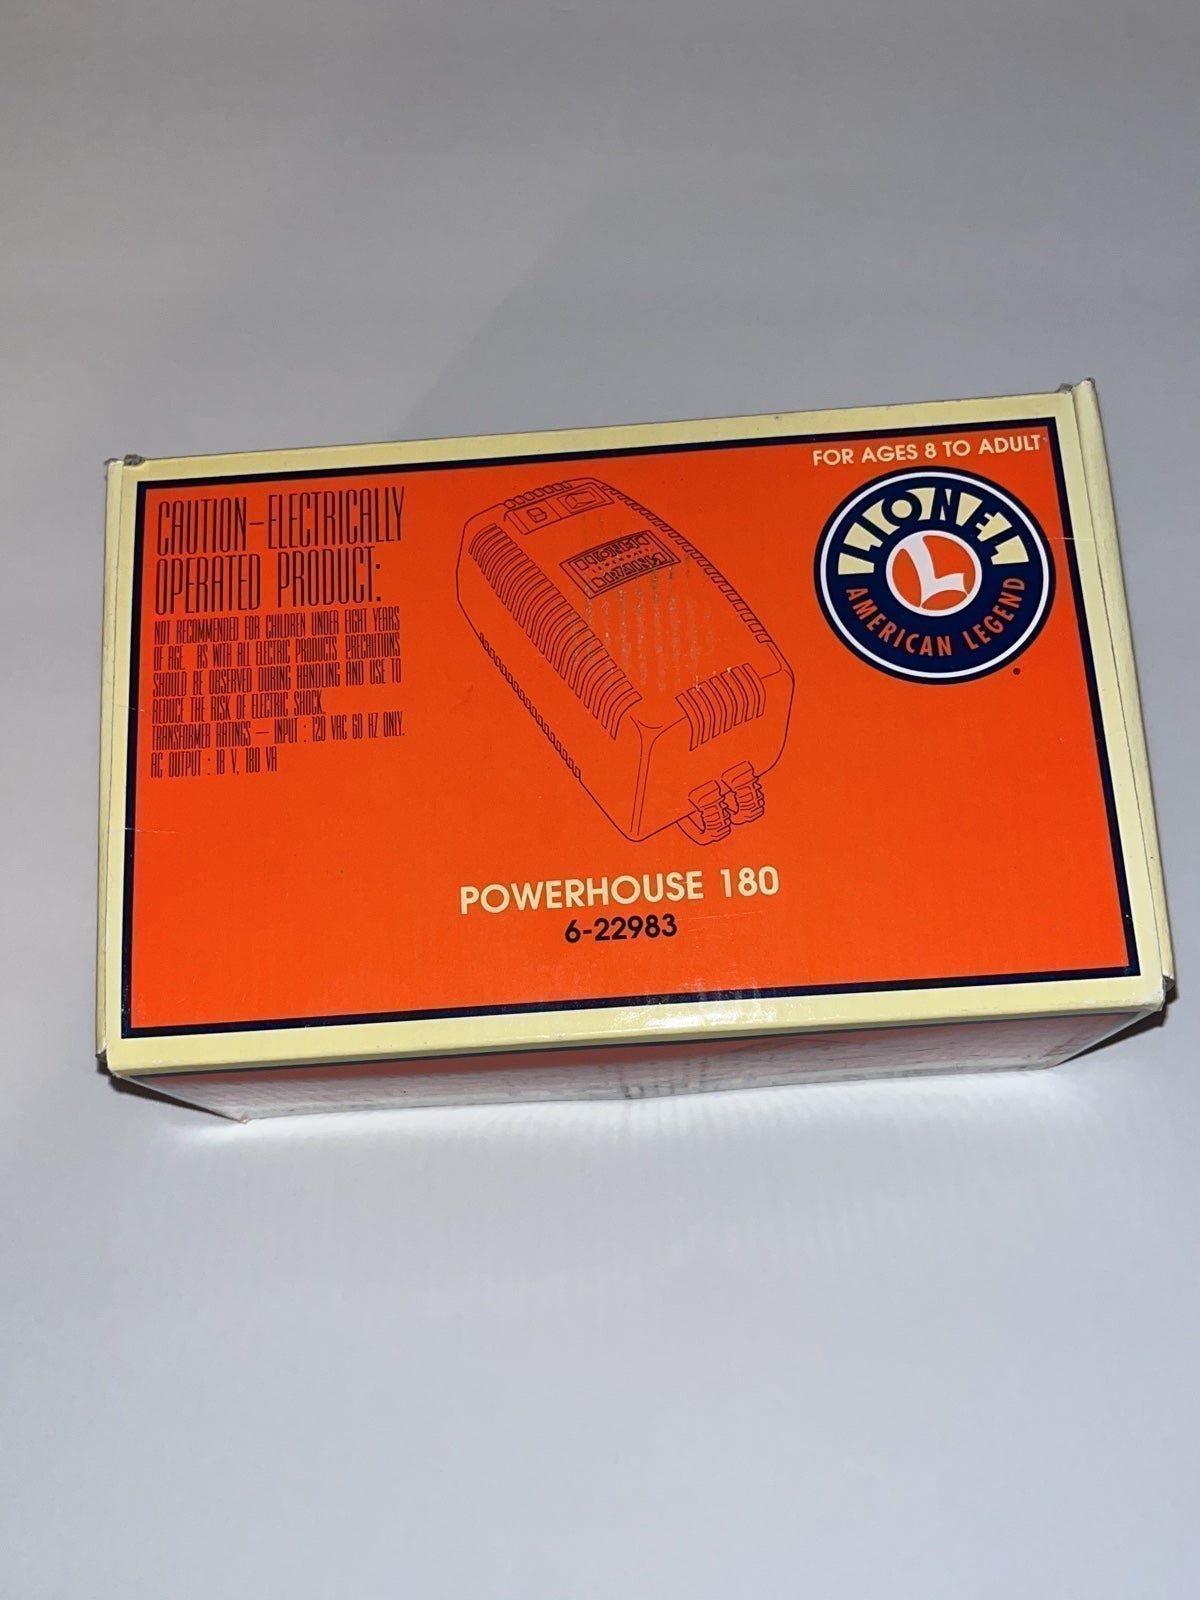 FOR AGES 8 TO ADULT
CAUTION-ELECTRICALLY
OPERATED PRODUCT:
NOT RECOMMENDED FOR CHILDREN UNDER EIGHT YEARS
OF AGE. AS WITH ALL ELECTRIC PRODUCTS PRECAUTIONS
SHOULD BE OBSERVED DURING HANDLING AND USE TO
REDUCE THE RISK OF ELECTRIC SHOCK.
TRANSFORMER RATINGS – INPUT : 120 VAC 60 HZ ONLY.
AC OUTPUT : 18 V, 180 VA
LIONEL
LEGENDARY
TRAINS
LIONEL
L
AMERICAN LEGEND
®
POWERHOUSE 180
6-22983